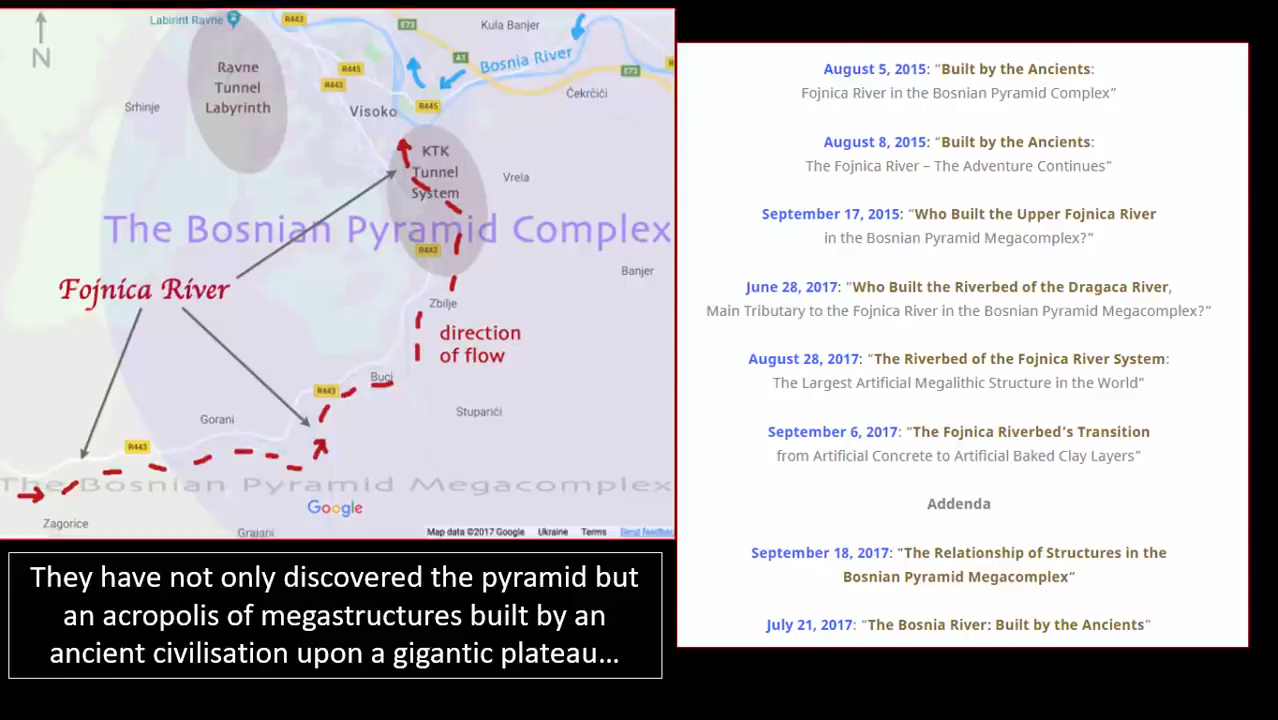 Labirint Ravne
R443
E73
Kula Banjer
N
A1
Bosnia River
E73
Ravne
Tunnel
Labyrinth
R445
R443
Čekrčići
Srhinje
Visoko
R445
KTK
Tunnel
System
Vrela
The Bosnian Pyramid Complex
R443
Banjer
Fojnica River
Zbilje
direction
of flow
Buci
R443
Stuparići
Gorani
R443
The Bosnian Pyramid Megacomplex
Google
Zagorice
Grajani
Map data ©2017 Google Ukraine Terms Send feedback
They have not only discovered the pyramid but
an acropolis of megastructures built by an
ancient civilisation upon a gigantic plateau…
August 5, 2015: “Built by the Ancients:
Fojnica River in the Bosnian Pyramid Complex”
August 8, 2015: “Built by the Ancients:
The Fojnica River – The Adventure Continues”
September 17, 2015: “Who Built the Upper Fojnica River
in the Bosnian Pyramid Megacomplex?”
June 28, 2017: “Who Built the Riverbed of the Dragaca River,
Main Tributary to the Fojnica River in the Bosnian Pyramid Megacomplex?”
August 28, 2017: “The Riverbed of the Fojnica River System:
The Largest Artificial Megalithic Structure in the World”
September 6, 2017: “The Fojnica Riverbed’s Transition
from Artificial Concrete to Artificial Baked Clay Layers”
Addenda
September 18, 2017: “The Relationship of Structures in the
Bosnian Pyramid Megacomplex”
July 21, 2017: “The Bosnia River: Built by the Ancients”